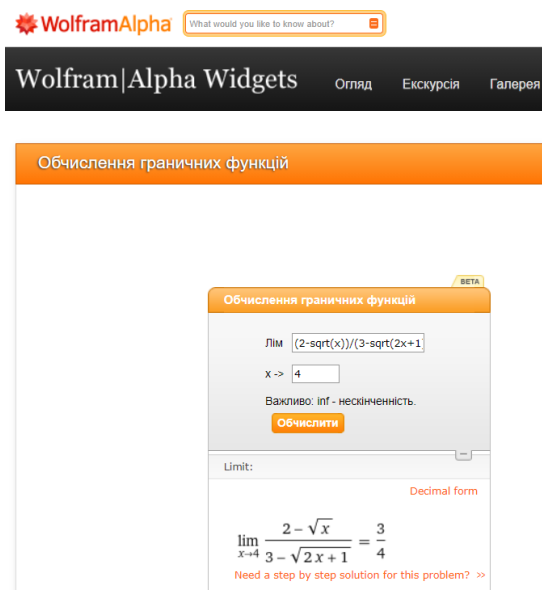 WolframAlpha What would you like to know about?
Wolfram|Alpha Widgets Огляд Екскурсія Галерея
Обчислення граничних функцій
BETA
Обчислення граничних функцій
Лім (2-sqrt(x))/(3-sqrt(2x+1)
x -> 4
Важливо: inf - нескінченність.
Обчислити
Limit:
Decimal form
lim x→4 (2 − √x)/(3 − √(2 x + 1)) = 3/4
Need a step by step solution for this problem? >>